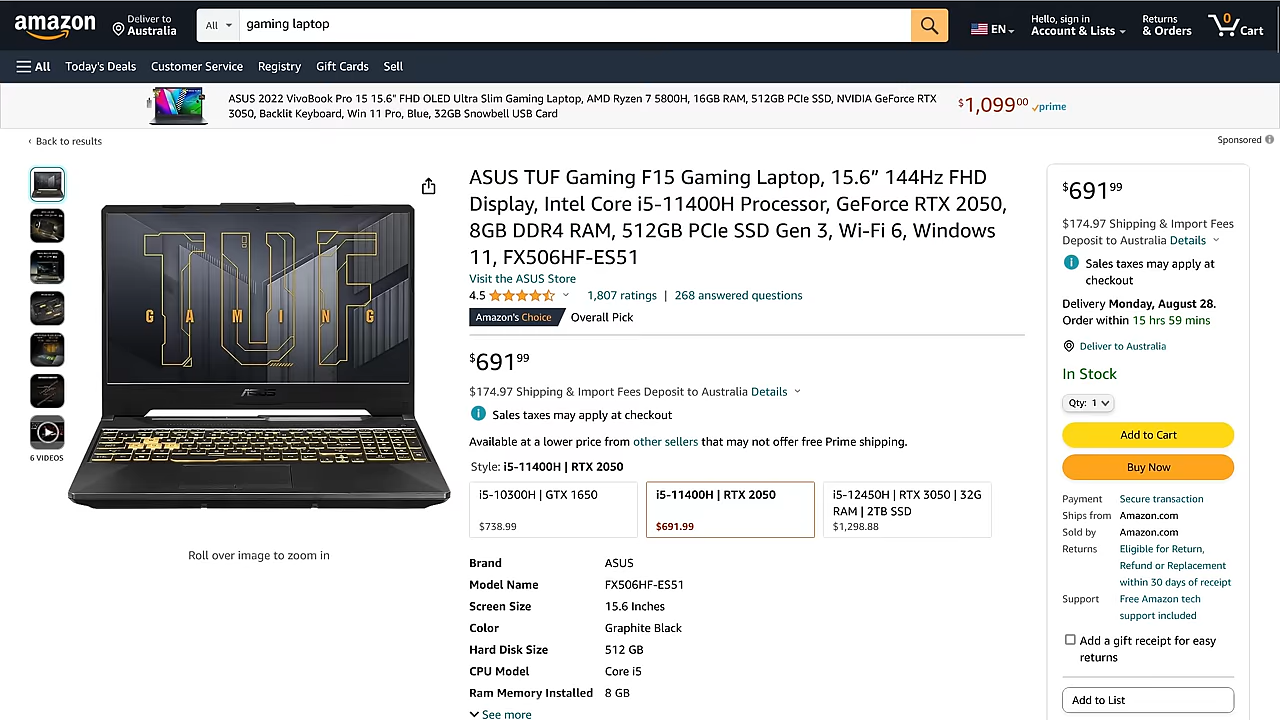 amazon
Deliver to
Australia
All
gaming laptop
EN
Hello, sign in
Account & Lists
Returns
& Orders
0
Cart
All
Today's Deals
Customer Service
Registry
Gift Cards
Sell
ASUS 2022 VivoBook Pro 15 15.6" FHD OLED Ultra Slim Gaming Laptop, AMD Ryzen 7 5800H, 16GB RAM, 512GB PCIe SSD, NVIDIA GeForce RTX
3050, Backlit Keyboard, Win 11 Pro, Blue, 32GB Snowbell USB Card
$1,09900
prime
‹ Back to results
Sponsored
TUF
GAMING
ASUS
6 VIDEOS
Roll over image to zoom in
ASUS TUF Gaming F15 Gaming Laptop, 15.6” 144Hz FHD
Display, Intel Core i5-11400H Processor, GeForce RTX 2050,
8GB DDR4 RAM, 512GB PCIe SSD Gen 3, Wi-Fi 6, Windows
11, FX506HF-ES51
Visit the ASUS Store
4.5
1,807 ratings | 268 answered questions
Amazon's Choice
Overall Pick
$69199
$174.97 Shipping & Import Fees Deposit to Australia Details
Sales taxes may apply at checkout
Available at a lower price from other sellers that may not offer free Prime shipping.
Style: i5-11400H | RTX 2050
i5-10300H | GTX 1650
$738.99
i5-11400H | RTX 2050
$691.99
i5-12450H | RTX 3050 | 32G
RAM | 2TB SSD
$1,298.88
Brand ASUS
Model Name FX506HF-ES51
Screen Size 15.6 Inches
Color Graphite Black
Hard Disk Size 512 GB
CPU Model Core i5
Ram Memory Installed 8 GB
See more
$69199
$174.97 Shipping & Import Fees
Deposit to Australia Details
Sales taxes may apply at
checkout
Delivery Monday, August 28.
Order within 15 hrs 59 mins
Deliver to Australia
In Stock
Qty: 1
Add to Cart
Buy Now
Payment Secure transaction
Ships from Amazon.com
Sold by Amazon.com
Returns Eligible for Return,
Refund or Replacement
within 30 days of receipt
Support Free Amazon tech
support included
Add a gift receipt for easy
returns
Add to List